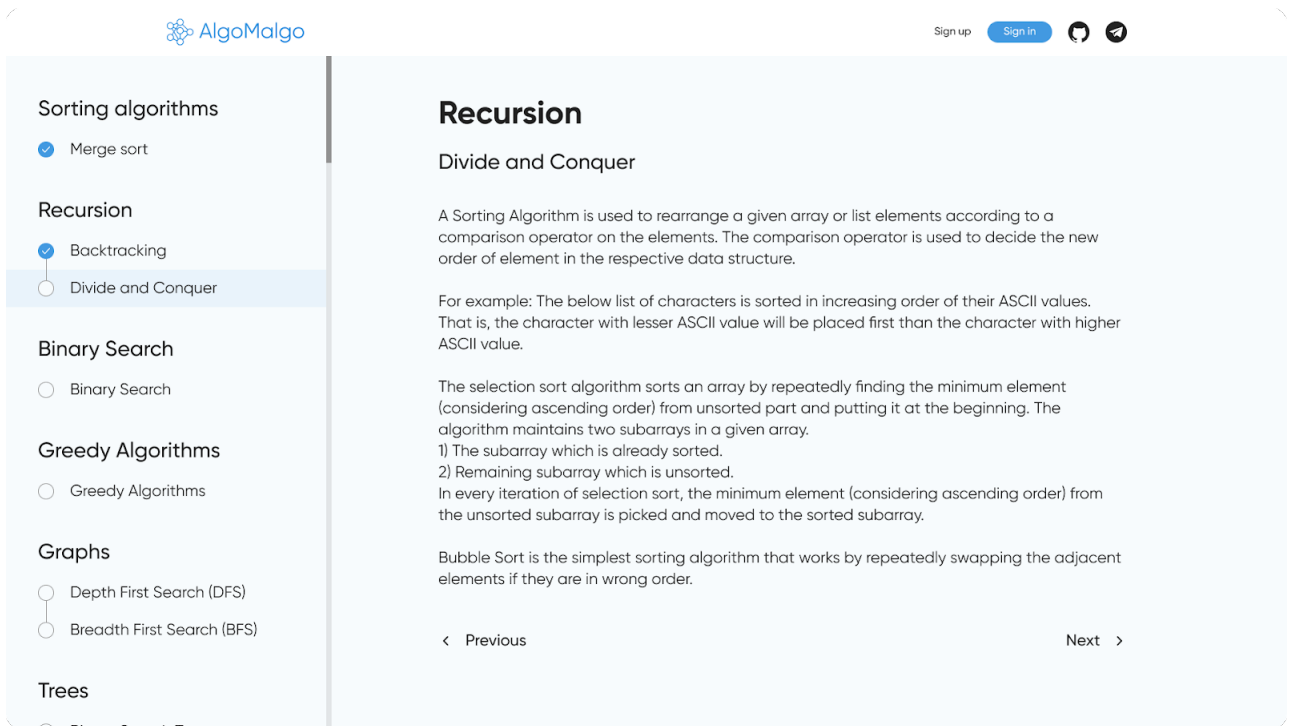 AlgoMalgo
Sign up
Sign in
Sorting algorithms
Merge sort
Recursion
Backtracking
Divide and Conquer
Binary Search
Binary Search
Greedy Algorithms
Greedy Algorithms
Graphs
Depth First Search (DFS)
Breadth First Search (BFS)
Trees
Recursion
Divide and Conquer
A Sorting Algorithm is used to rearrange a given array or list elements according to a
comparison operator on the elements. The comparison operator is used to decide the new
order of element in the respective data structure.
For example: The below list of characters is sorted in increasing order of their ASCII values.
That is, the character with lesser ASCII value will be placed first than the character with higher
ASCII value.
The selection sort algorithm sorts an array by repeatedly finding the minimum element
(considering ascending order) from unsorted part and putting it at the beginning. The
algorithm maintains two subarrays in a given array.
1) The subarray which is already sorted.
2) Remaining subarray which is unsorted.
In every iteration of selection sort, the minimum element (considering ascending order) from
the unsorted subarray is picked and moved to the sorted subarray.
Bubble Sort is the simplest sorting algorithm that works by repeatedly swapping the adjacent
elements if they are in wrong order.
Previous
Next